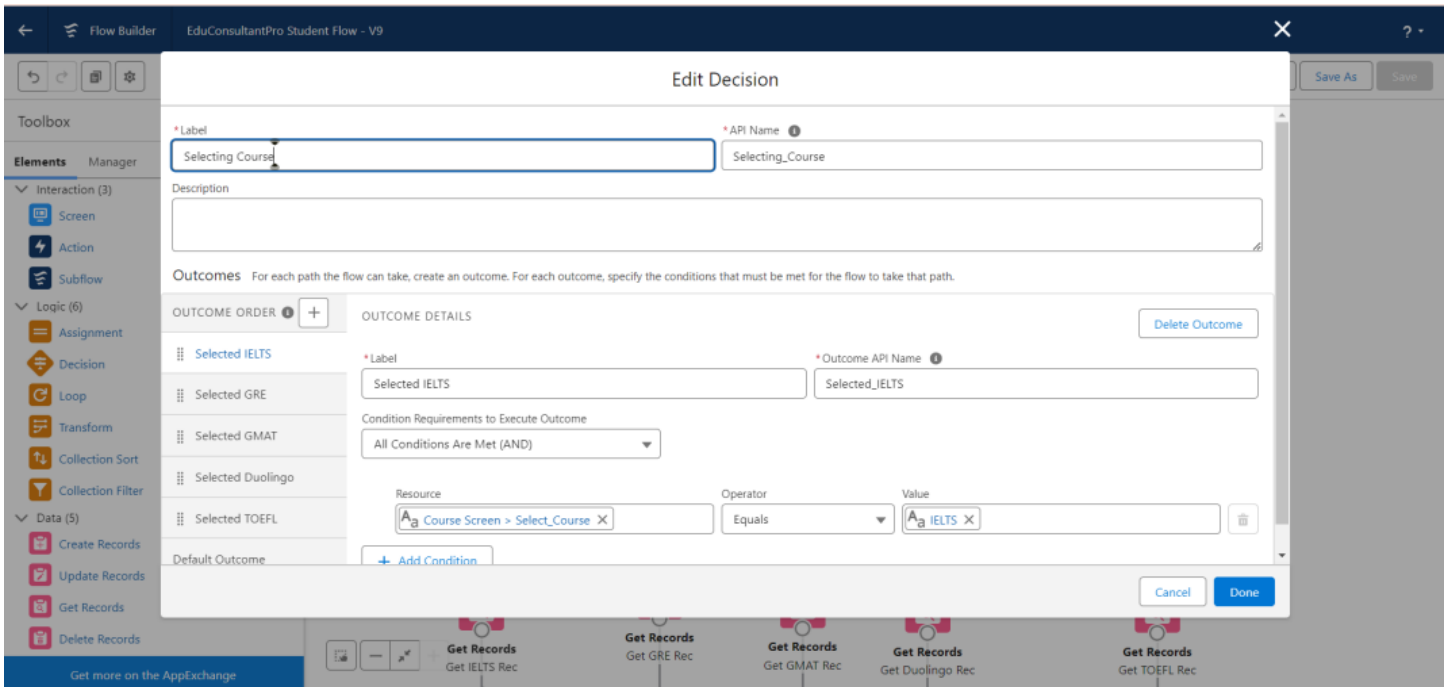 Flow Builder EduConsultantPro Student Flow - V9 ?
Save As Save
Edit Decision
Toolbox
Elements Manager
Interaction (3)
Screen
Action
Subflow
Logic (6)
Assignment
Decision
Loop
Transform
Collection Sort
Collection Filter
Data (5)
Create Records
Update Records
Get Records
Delete Records
Get more on the AppExchange
*Label *API Name
Selecting Course Selecting_Course
Description
Outcomes For each path the flow can take, create an outcome. For each outcome, specify the conditions that must be met for the flow to take that path.
OUTCOME ORDER
Selected IELTS
Selected GRE
Selected GMAT
Selected Duolingo
Selected TOEFL
Default Outcome
OUTCOME DETAILS
Delete Outcome
*Label *Outcome API Name
Selected IELTS Selected_IELTS
Condition Requirements to Execute Outcome
All Conditions Are Met (AND)
Resource Operator Value
Aa Course Screen > Select_Course Equals Aa IELTS
+ Add Condition
Cancel Done
Get Records
Get IELTS Rec
Get Records
Get GRE Rec
Get Records
Get GMAT Rec
Get Records
Get Duolingo Rec
Get Records
Get TOEFL Rec